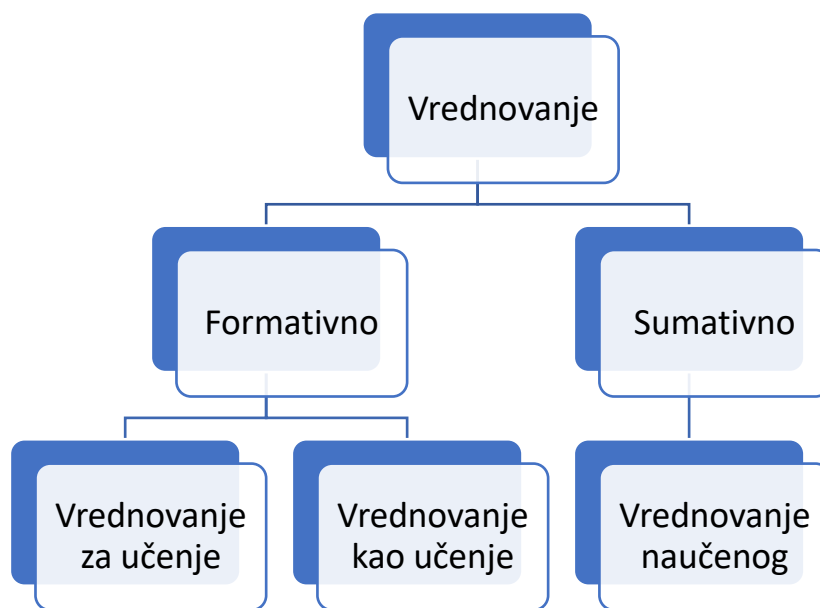 Vrednovanje
Formativno
Sumativno
Vrednovanje
za učenje
Vrednovanje
kao učenje
Vrednovanje
naučenog